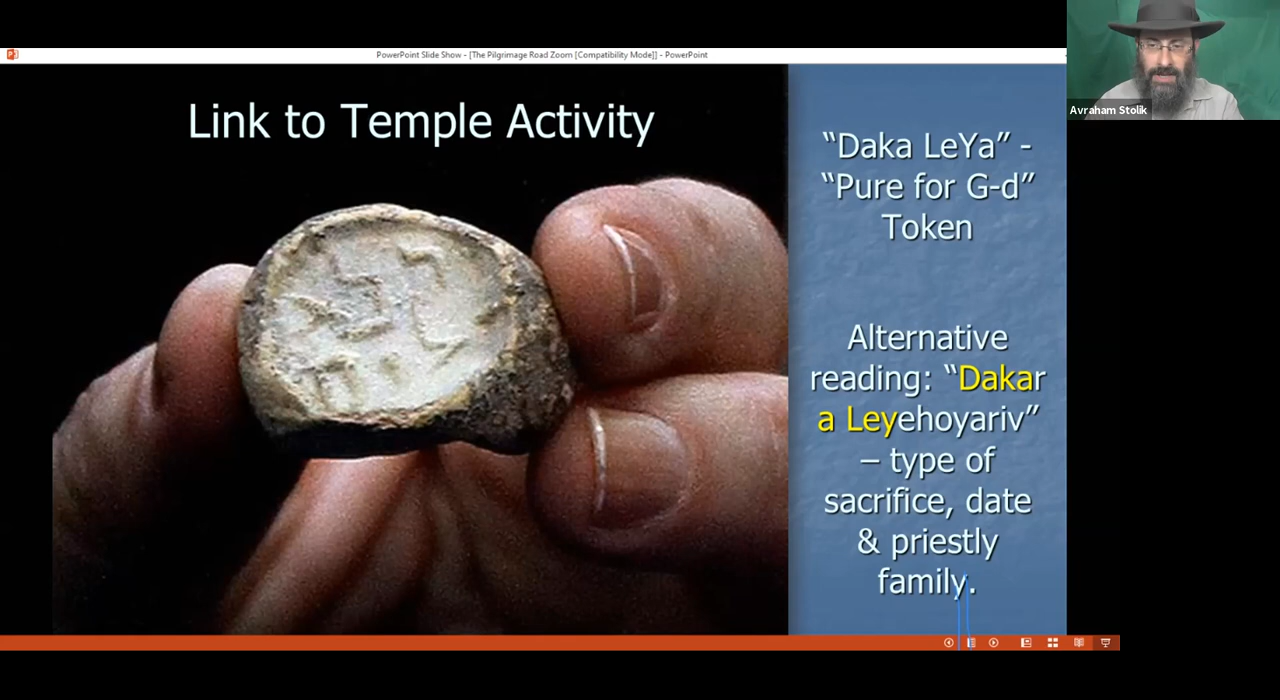 PowerPoint Slide Show - [The Pilgrimage Road Zoom [Compatibility Mode]] - PowerPoint
Avraham Stolik
Link to Temple Activity
“Daka LeYa” -
“Pure for G-d”
Token
Alternative
reading: “Dakar
a Leyehoyariv”
– type of
sacrifice, date
& priestly
family.